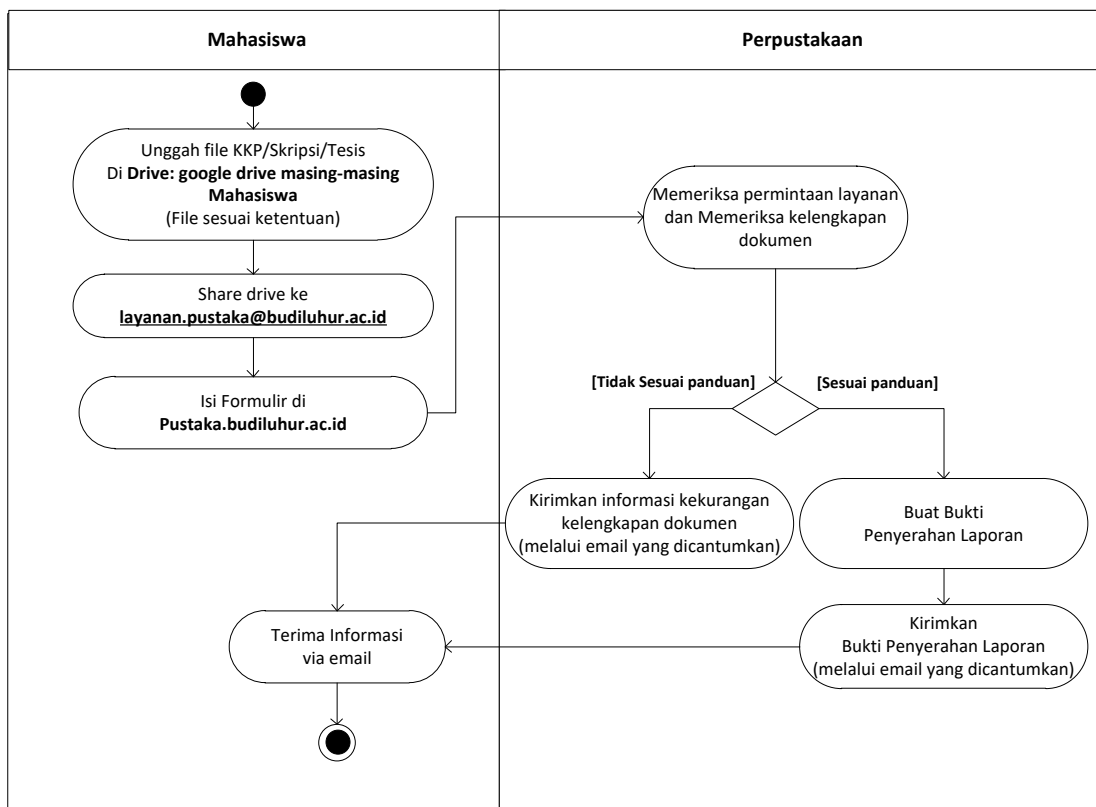 Mahasiswa
Perpustakaan
Unggah file KKP/Skripsi/Tesis
Di Drive: google drive masing-masing
Mahasiswa
(File sesuai ketentuan)
Share drive ke
layanan.pustaka@budiluhur.ac.id
Isi Formulir di
Pustaka.budiluhur.ac.id
Memeriksa permintaan layanan
dan Memeriksa kelengkapan
dokumen
[Tidak Sesuai panduan]
[Sesuai panduan]
Kirimkan informasi kekurangan
kelengkapan dokumen
(melalui email yang dicantumkan)
Buat Bukti
Penyerahan Laporan
Kirimkan
Bukti Penyerahan Laporan
(melalui email yang dicantumkan)
Terima Informasi
via email